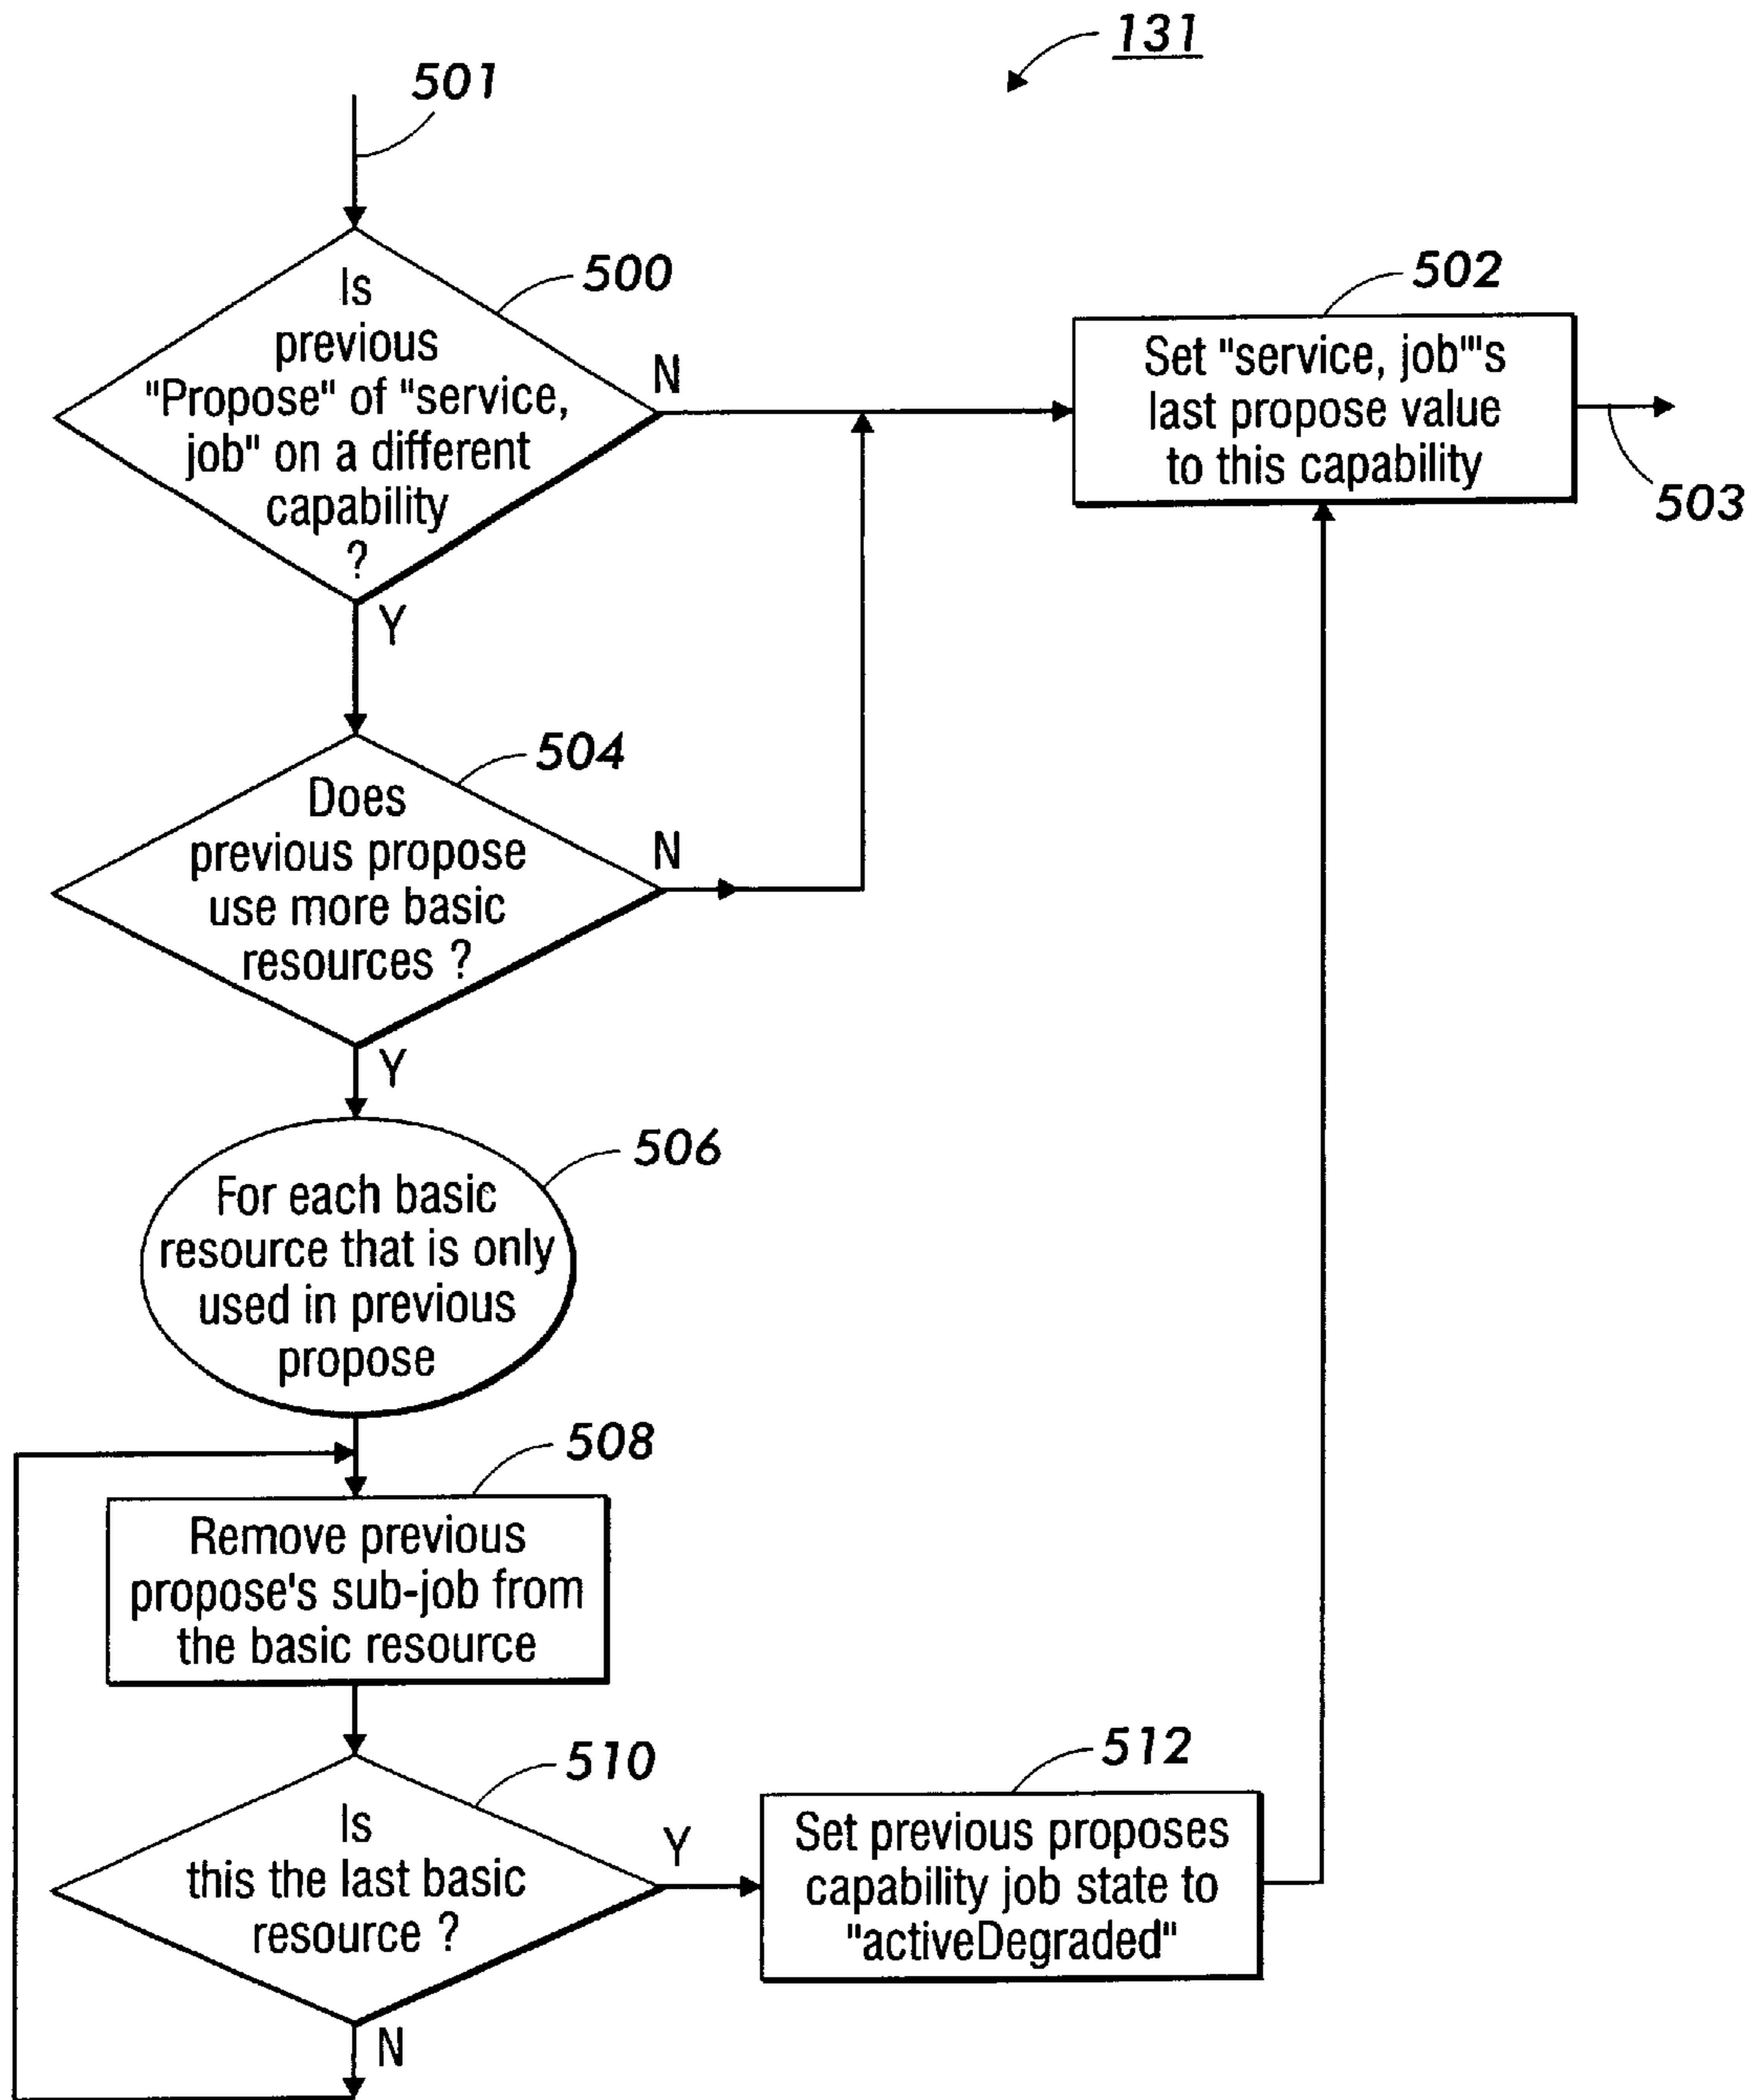 131
501
500
Is
previous
"Propose" of "service,
job" on a different
capability
?
N
Y
502
Set "service, job"'s
last propose value
to this capability
503
504
Does
previous propose
use more basic
resources ?
N
Y
506
For each basic
resource that is only
used in previous
propose
508
Remove previous
propose's sub-job from
the basic resource
510
Is
this the last basic
resource ?
Y
N
512
Set previous proposes
capability job state to
"activeDegraded"